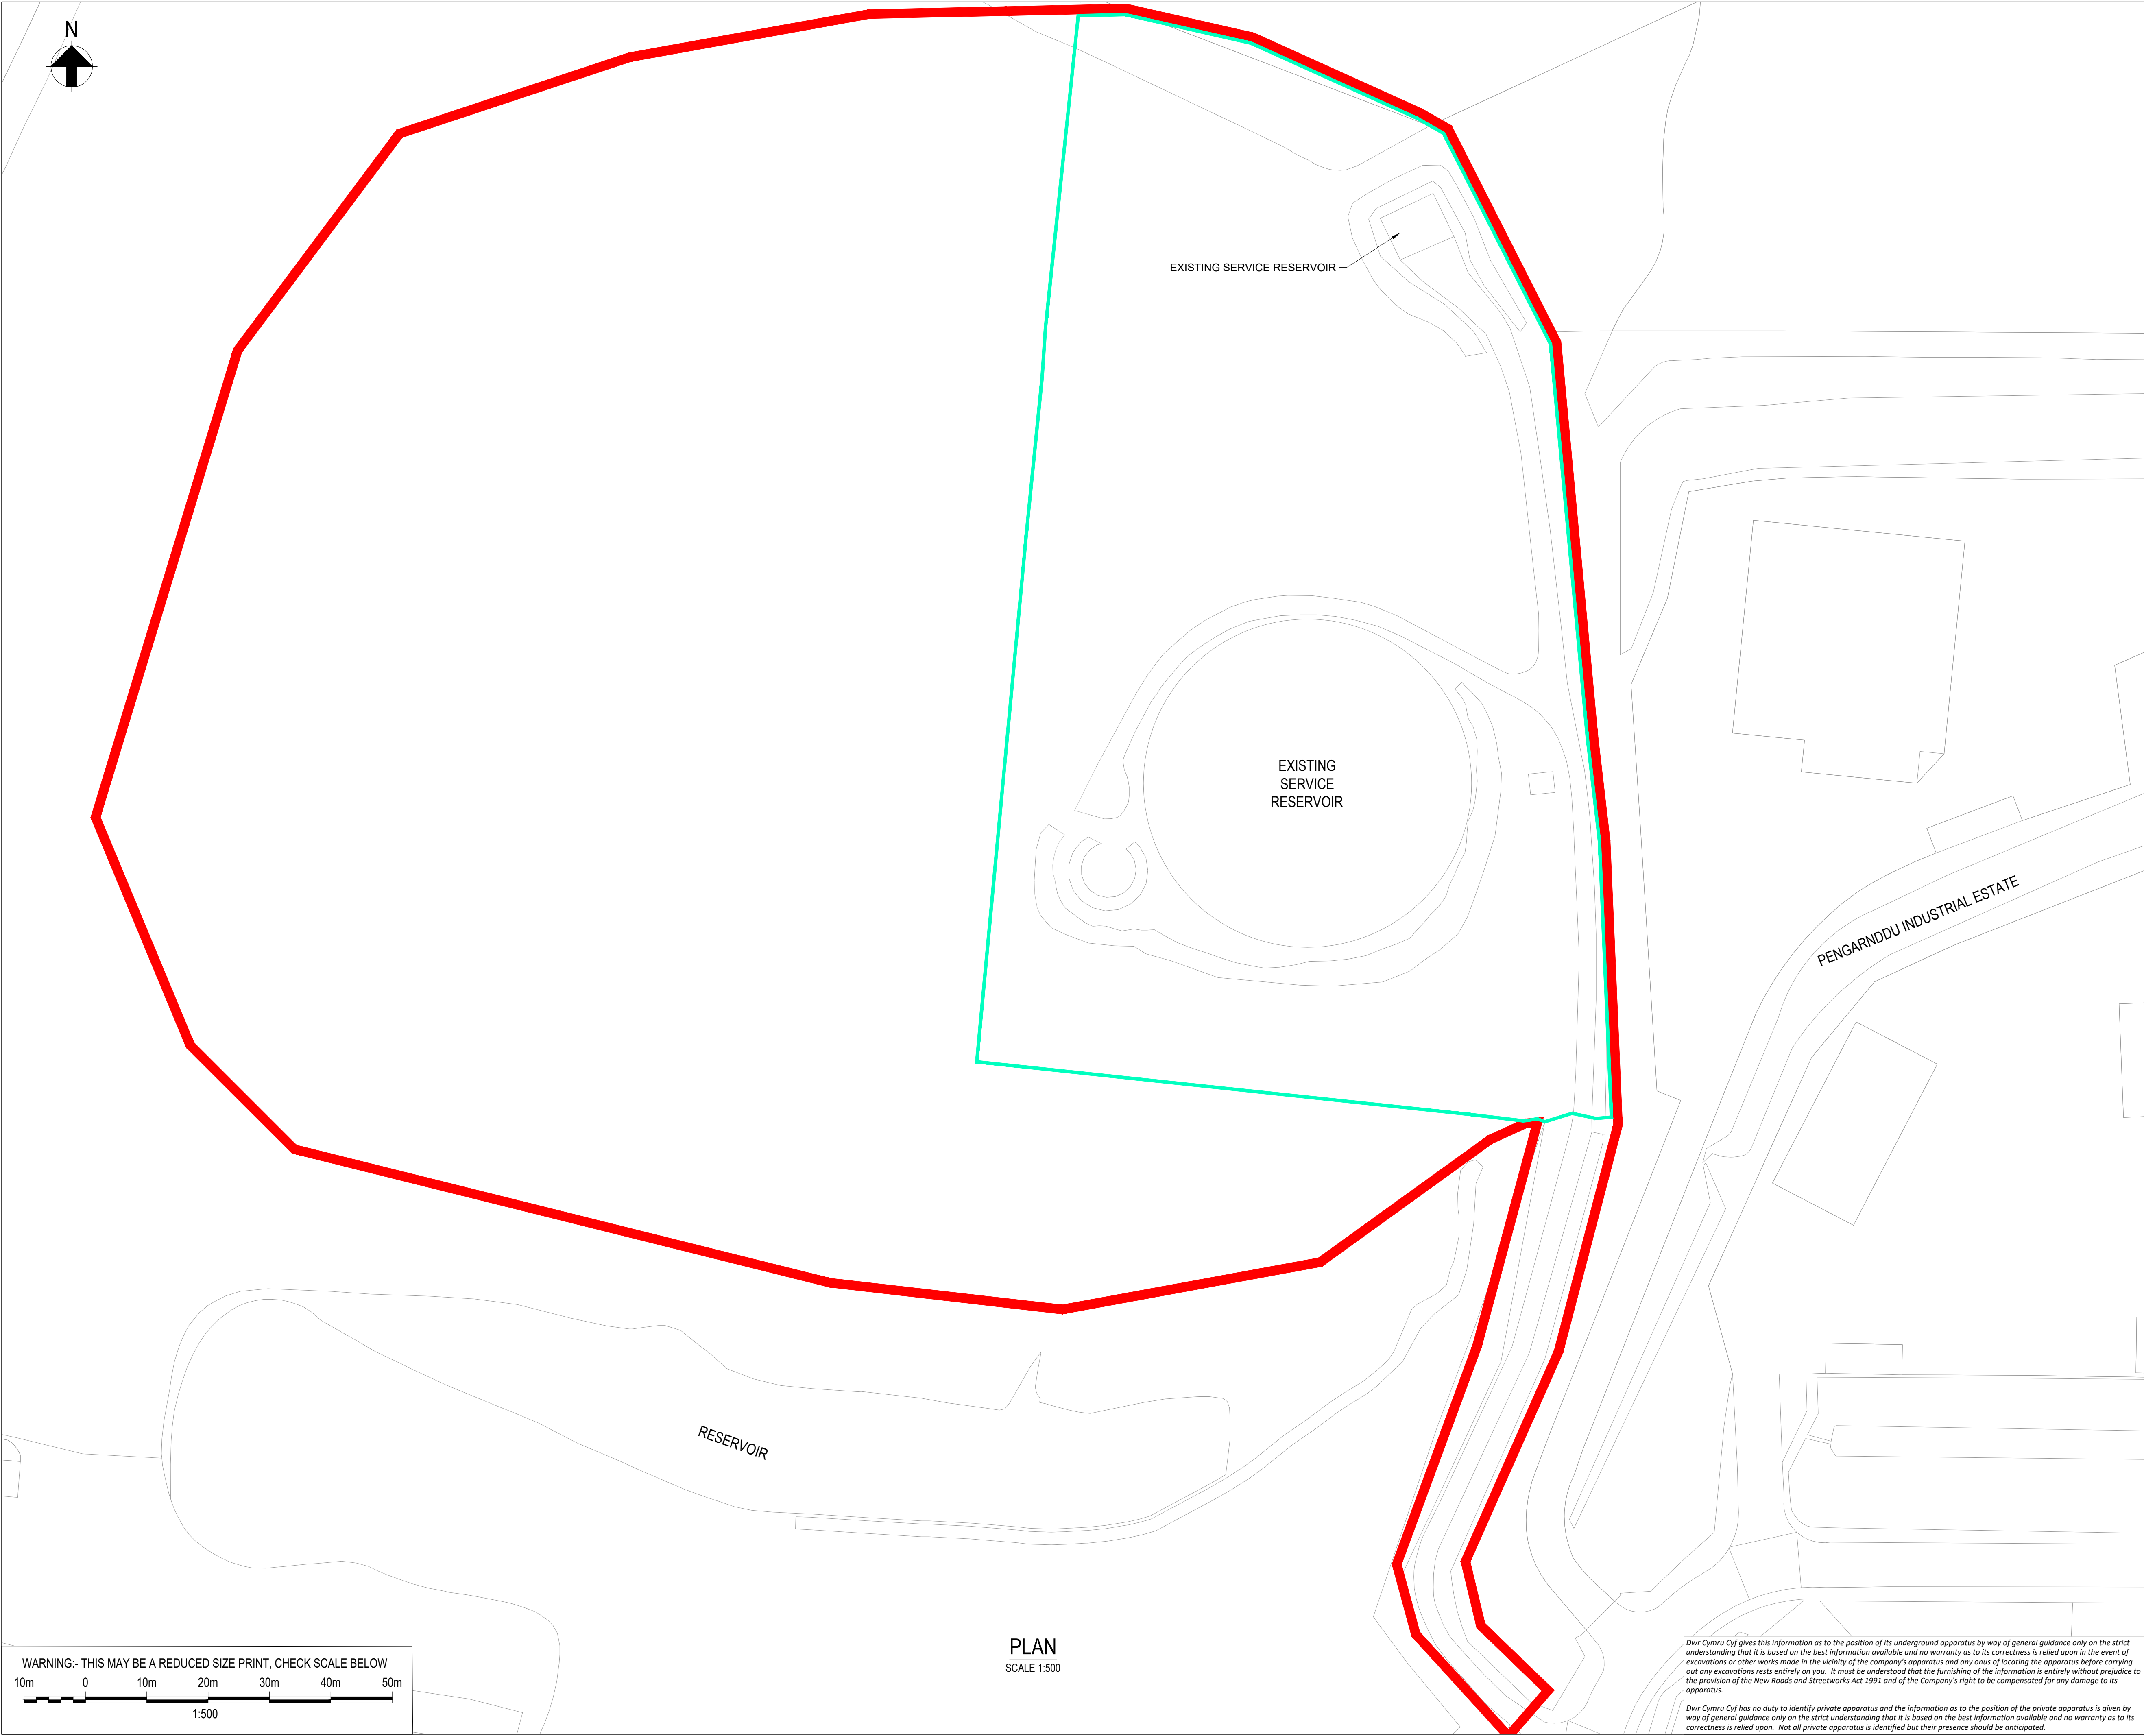 N
EXISTING SERVICE RESERVOIR
EXISTING
SERVICE
RESERVOIR
PENGARNDDU INDUSTRIAL ESTATE
RESERVOIR
PLAN
SCALE 1:500
WARNING:- THIS MAY BE A REDUCED SIZE PRINT, CHECK SCALE BELOW
10m 0 10m 20m 30m 40m 50m
1:500
Dwr Cymru Cyf gives this information as to the position of its underground apparatus by way of general guidance only on the strict
understanding that it is based on the best information available and no warranty as to its correctness is relied upon in the event of
excavations or other works made in the vicinity of the company's apparatus and any onus of locating the apparatus before carrying
out any excavations rests entirely on you. It must be understood that the furnishing of the information is entirely without prejudice to
the provision of the New Roads and Streetworks Act 1991 and of the Company's right to be compensated for any damage to its
apparatus.
Dwr Cymru Cyf has no duty to identify private apparatus and the information as to the position of the private apparatus is given by
way of general guidance only on the strict understanding that it is based on the best information available and no warranty as to its
correctness is relied upon. Not all private apparatus is identified but their presence should be anticipated.